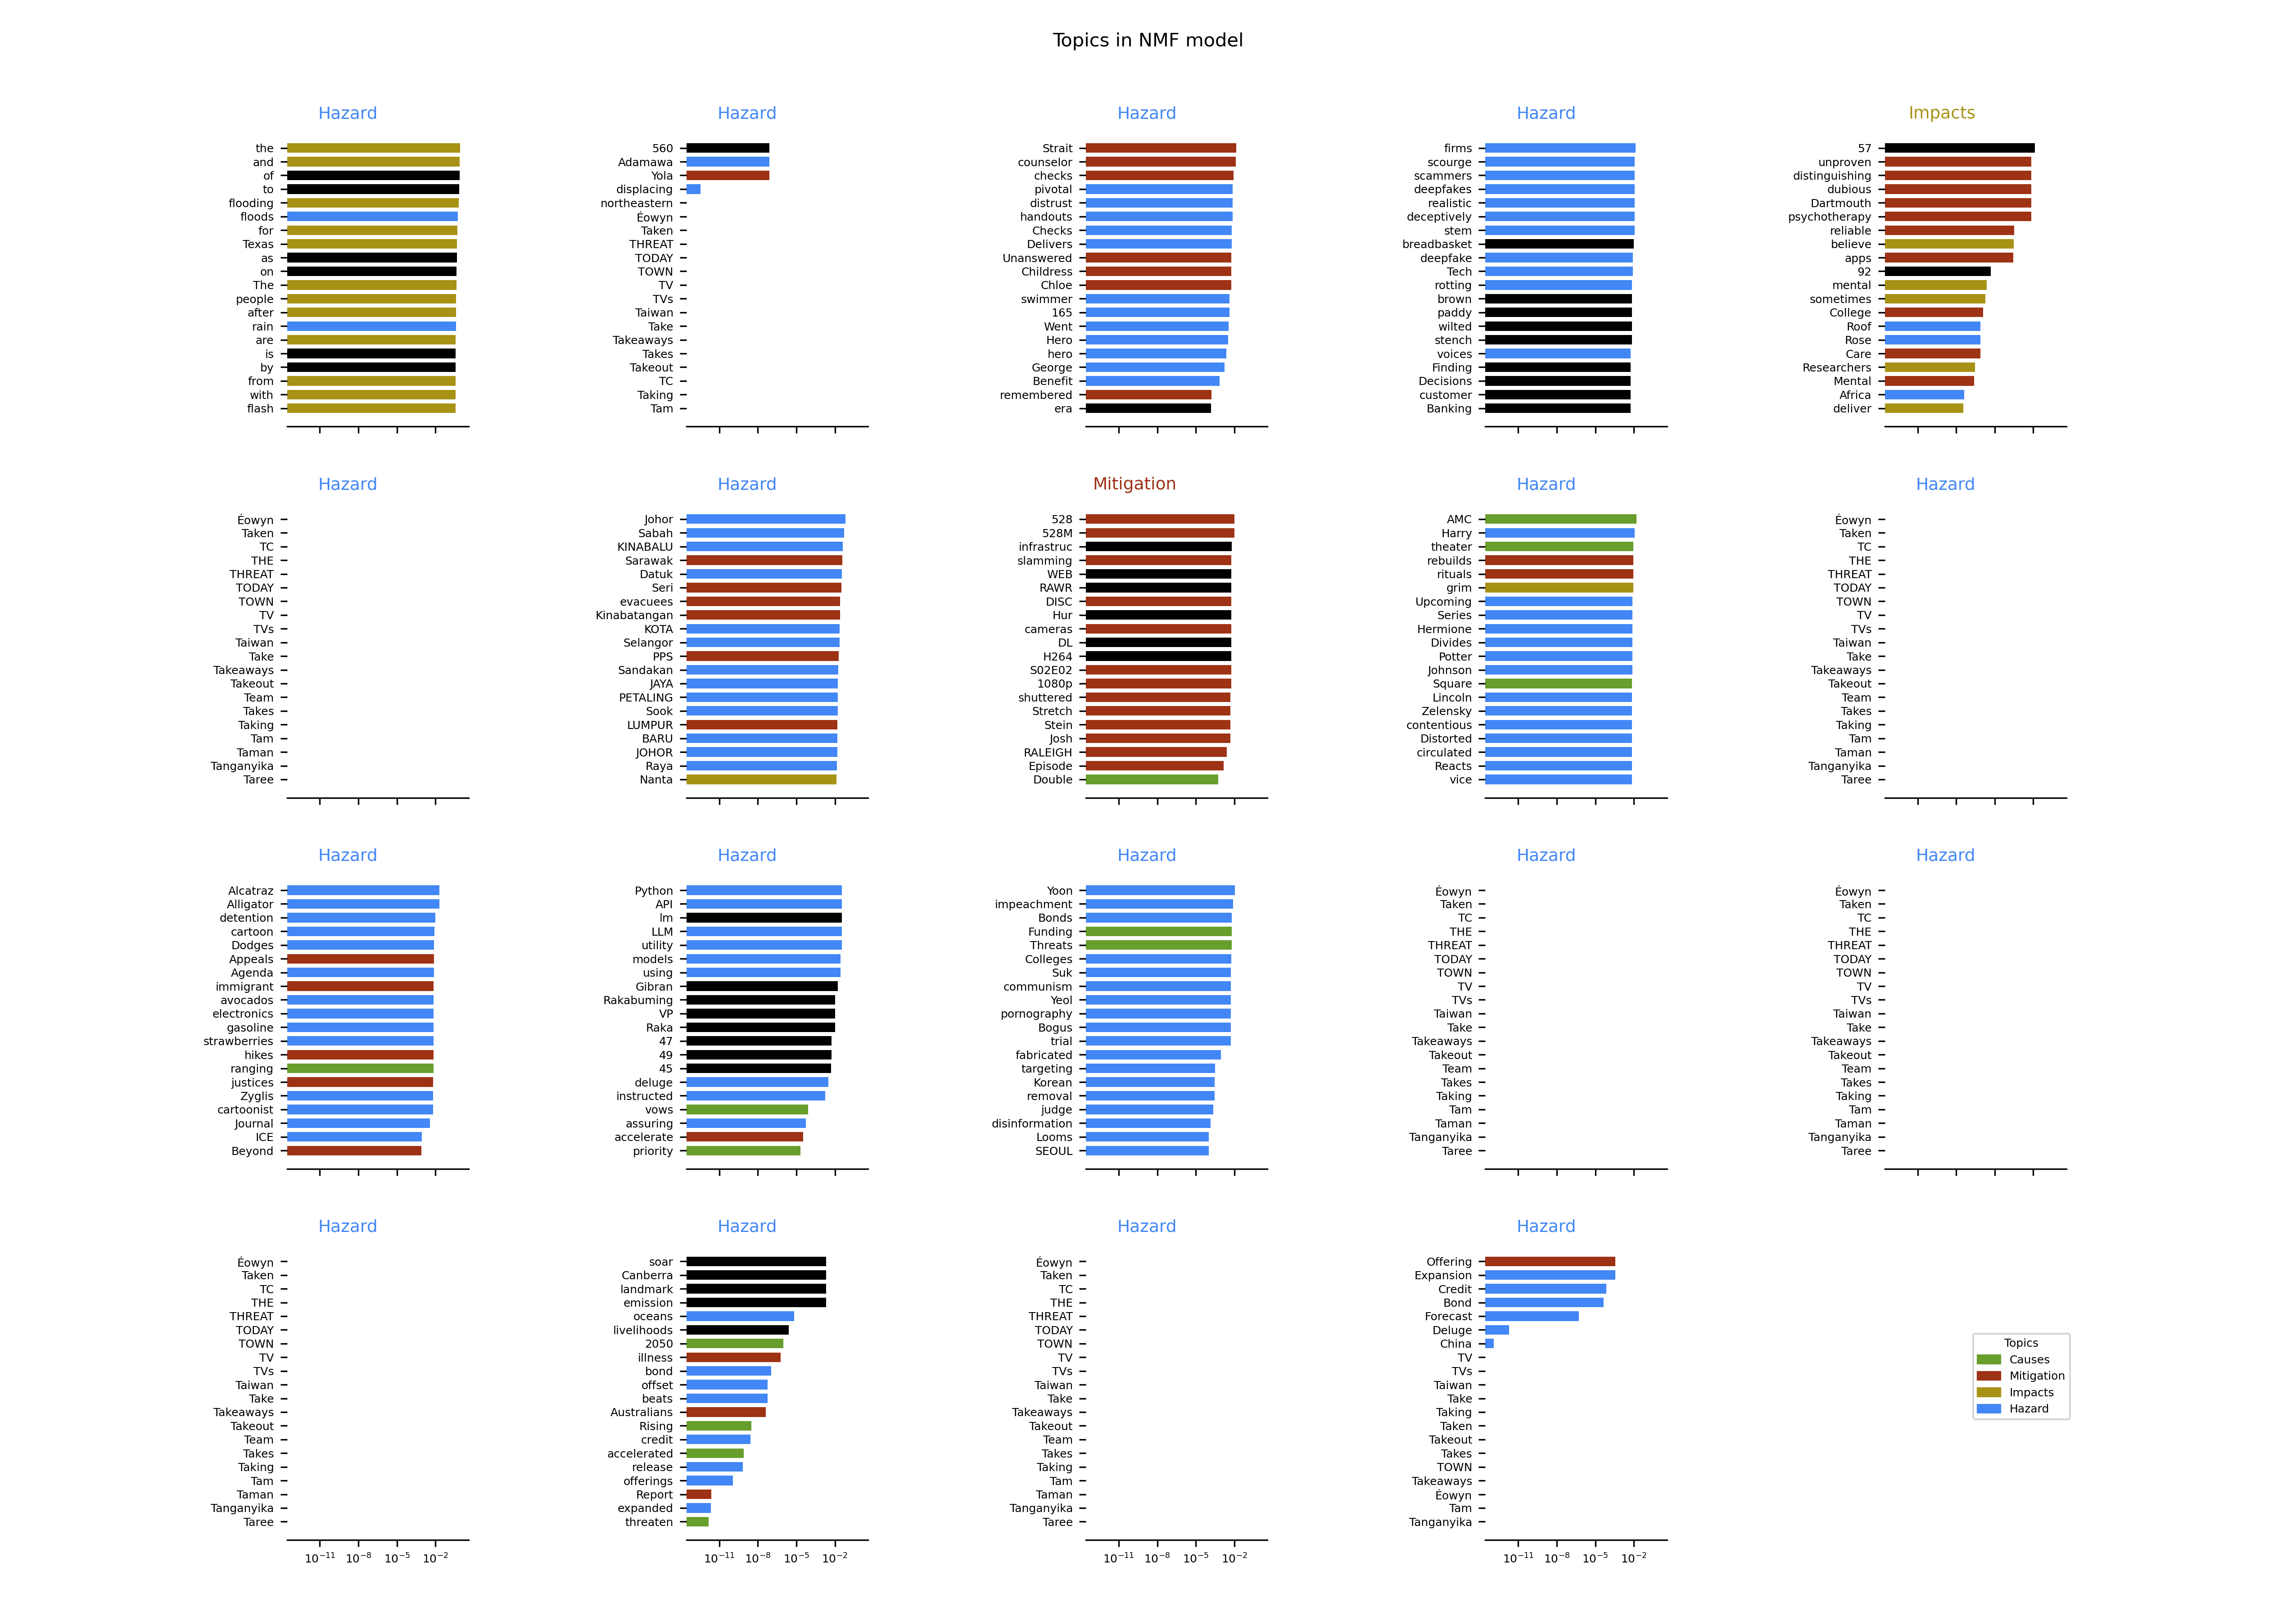 Topics in NMF model
Hazard
the
and
of
to
flooding
floods
for
Texas
as
on
The
people
after
rain
are
is
by
from
with
flash
Hazard
560
Adamawa
Yola
displacing
northeastern
Éowyn
Taken
THREAT
TODAY
TOWN
TV
TVs
Taiwan
Take
Takeaways
Takes
Takeout
TC
Taking
Tam
Hazard
Strait
counselor
checks
pivotal
distrust
handouts
Checks
Delivers
Unanswered
Childress
Chloe
swimmer
165
Went
Hero
hero
George
Benefit
remembered
era
Hazard
firms
scourge
scammers
deepfakes
realistic
deceptively
stem
breadbasket
deepfake
Tech
rotting
brown
paddy
wilted
stench
voices
Finding
Decisions
customer
Banking
Impacts
57
unproven
distinguishing
dubious
Dartmouth
psychotherapy
reliable
believe
apps
92
mental
sometimes
College
Roof
Rose
Care
Researchers
Mental
Africa
deliver
Hazard
Éowyn
Taken
TC
THE
THREAT
TODAY
TOWN
TV
TVs
Taiwan
Take
Takeaways
Takeout
Team
Takes
Taking
Tam
Taman
Tanganyika
Taree
Hazard
Johor
Sabah
KINABALU
Sarawak
Datuk
Seri
evacuees
Kinabatangan
KOTA
Selangor
PPS
Sandakan
JAYA
PETALING
Sook
LUMPUR
BARU
JOHOR
Raya
Nanta
Mitigation
528
528M
infrastruc
slamming
WEB
RAWR
DISC
Hur
cameras
DL
H264
S02E02
1080p
shuttered
Stretch
Stein
Josh
RALEIGH
Episode
Double
Hazard
AMC
Harry
theater
rebuilds
rituals
grim
Upcoming
Series
Hermione
Divides
Potter
Johnson
Square
Lincoln
Zelensky
contentious
Distorted
circulated
Reacts
vice
Hazard
Éowyn
Taken
TC
THE
THREAT
TODAY
TOWN
TV
TVs
Taiwan
Take
Takeaways
Takeout
Team
Takes
Taking
Tam
Taman
Tanganyika
Taree
Hazard
Alcatraz
Alligator
detention
cartoon
Dodges
Appeals
Agenda
immigrant
avocados
electronics
gasoline
strawberries
hikes
ranging
justices
Zyglis
cartoonist
Journal
ICE
Beyond
Hazard
Python
API
lm
LLM
utility
models
using
Gibran
Rakabuming
VP
Raka
47
49
45
deluge
instructed
vows
assuring
accelerate
priority
Hazard
Yoon
impeachment
Bonds
Funding
Threats
Colleges
Suk
communism
Yeol
pornography
Bogus
trial
fabricated
targeting
Korean
removal
judge
disinformation
Looms
SEOUL
Hazard
Éowyn
Taken
TC
THE
THREAT
TODAY
TOWN
TV
TVs
Taiwan
Take
Takeaways
Takeout
Team
Takes
Taking
Tam
Taman
Tanganyika
Taree
Hazard
Éowyn
Taken
TC
THE
THREAT
TODAY
TOWN
TV
TVs
Taiwan
Take
Takeaways
Takeout
Team
Takes
Taking
Tam
Taman
Tanganyika
Taree
Hazard
Éowyn
Taken
TC
THE
THREAT
TODAY
TOWN
TV
TVs
Taiwan
Take
Takeaways
Takeout
Team
Takes
Taking
Tam
Taman
Tanganyika
Taree
10⁻¹¹ 10⁻⁸ 10⁻⁵ 10⁻²
Hazard
soar
Canberra
landmark
emission
oceans
livelihoods
2050
illness
bond
offset
beats
Australians
Rising
credit
accelerated
release
offerings
Report
expanded
threaten
10⁻¹¹ 10⁻⁸ 10⁻⁵ 10⁻²
Hazard
Éowyn
Taken
TC
THE
THREAT
TODAY
TOWN
TV
TVs
Taiwan
Take
Takeaways
Takeout
Team
Takes
Taking
Tam
Taman
Tanganyika
Taree
10⁻¹¹ 10⁻⁸ 10⁻⁵ 10⁻²
Hazard
Offering
Expansion
Credit
Bond
Forecast
Deluge
China
TV
TVs
Taiwan
Take
Taking
Taken
Takeout
Takes
TOWN
Takeaways
Éowyn
Tam
Tanganyika
10⁻¹¹ 10⁻⁸ 10⁻⁵ 10⁻²
Topics
Causes
Mitigation
Impacts
Hazard